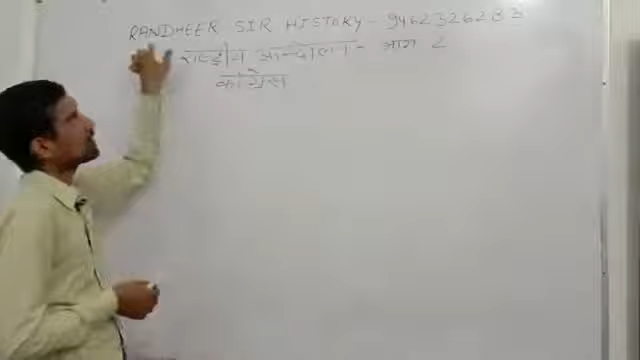 RANDHEER SIR HISTORY - 9462326283
राष्ट्रीय आन्दोलन - भाग 2
कांग्रेस